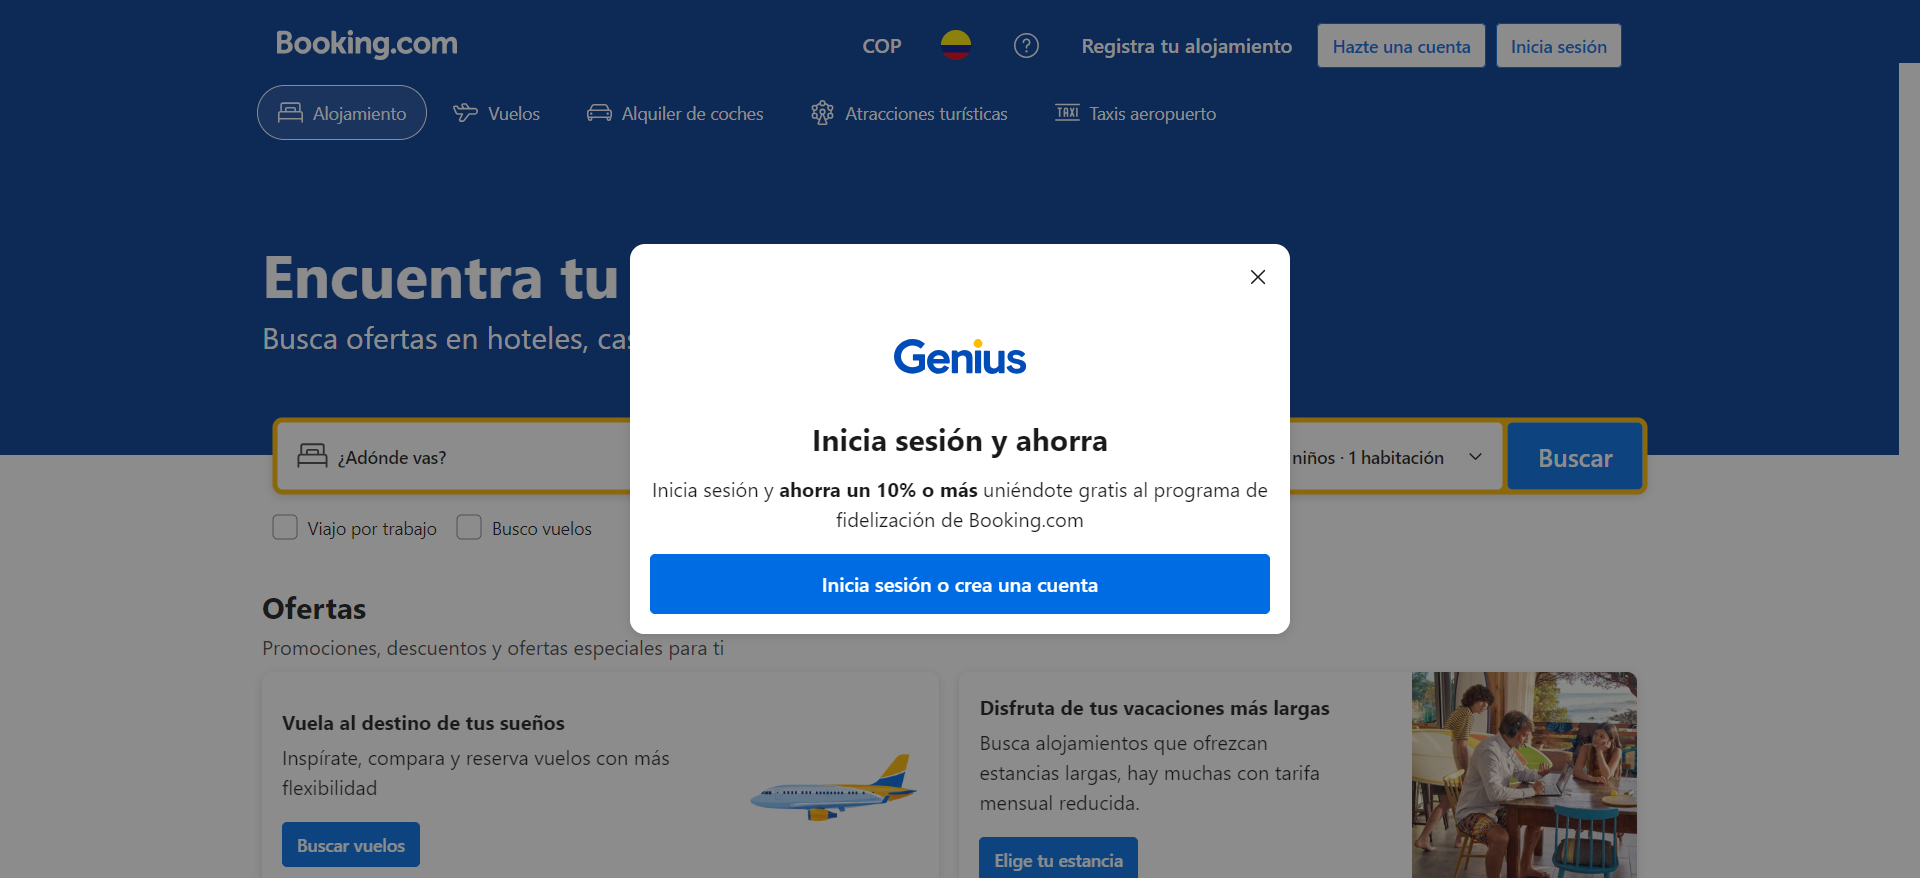 Booking.com
COP
Registra tu alojamiento
Hazte una cuenta
Inicia sesión
Alojamiento
Vuelos
Alquiler de coches
Atracciones turísticas
TAXI
Taxis aeropuerto
Encuentra tu
Busca ofertas en hoteles, cas
Genius
Inicia sesión y ahorra
Inicia sesión y ahorra un 10% o más uniéndote gratis al programa de
fidelización de Booking.com
Inicia sesión o crea una cuenta
¿Adónde vas?
niños · 1 habitación
Buscar
Viajo por trabajo
Busco vuelos
Ofertas
Promociones, descuentos y ofertas especiales para ti
Vuela al destino de tus sueños
Inspírate, compara y reserva vuelos con más
flexibilidad
Buscar vuelos
Disfruta de tus vacaciones más largas
Busca alojamientos que ofrezcan
estancias largas, hay muchas con tarifa
mensual reducida.
Elige tu estancia